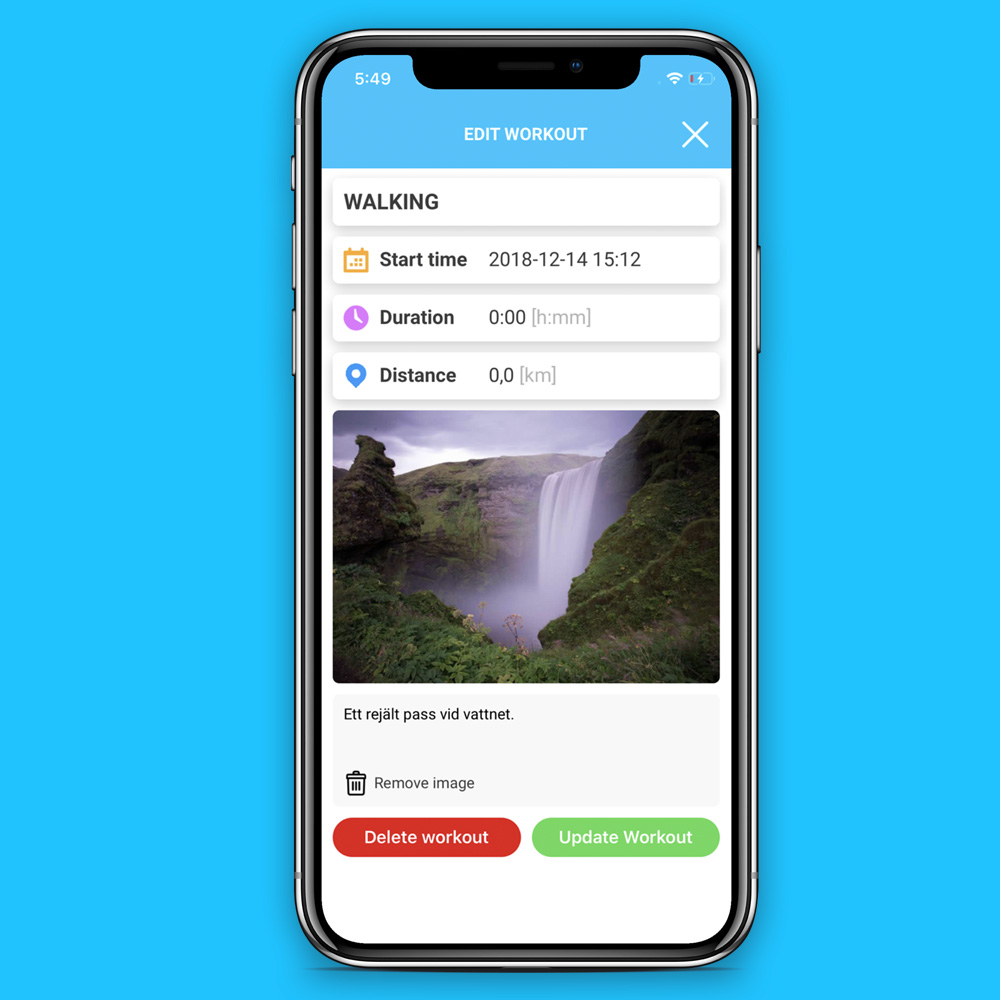 5:49
EDIT WORKOUT
WALKING
Start time 2018-12-14 15:12
Duration 0:00 [h:mm]
Distance 0,0 [km]
Ett rejält pass vid vattnet.
Remove image
Delete workout Update Workout